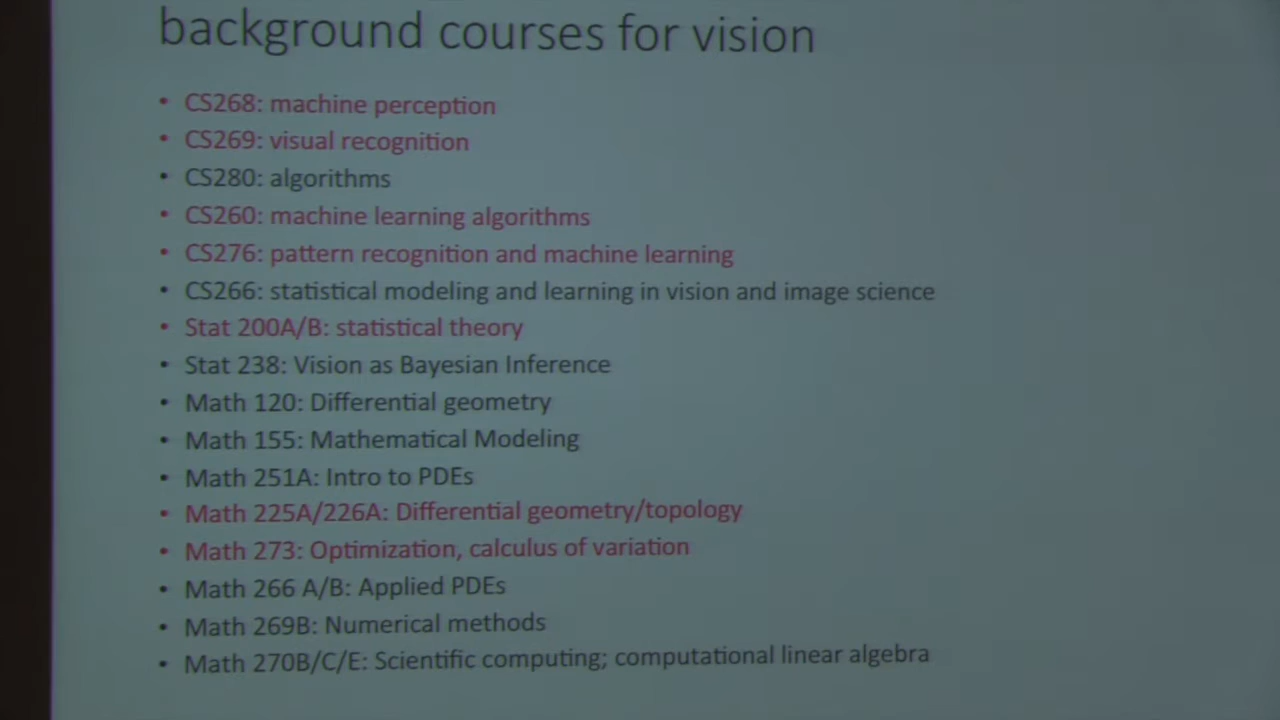 background courses for vision
• CS268: machine perception
• CS269: visual recognition
• CS280: algorithms
• CS260: machine learning algorithms
• CS276: pattern recognition and machine learning
• CS266: statistical modeling and learning in vision and image science
• Stat 200A/B: statistical theory
• Stat 238: Vision as Bayesian Inference
• Math 120: Differential geometry
• Math 155: Mathematical Modeling
• Math 251A: Intro to PDEs
• Math 225A/226A: Differential geometry/topology
• Math 273: Optimization, calculus of variation
• Math 266 A/B: Applied PDEs
• Math 269B: Numerical methods
• Math 270B/C/E: Scientific computing; computational linear algebra